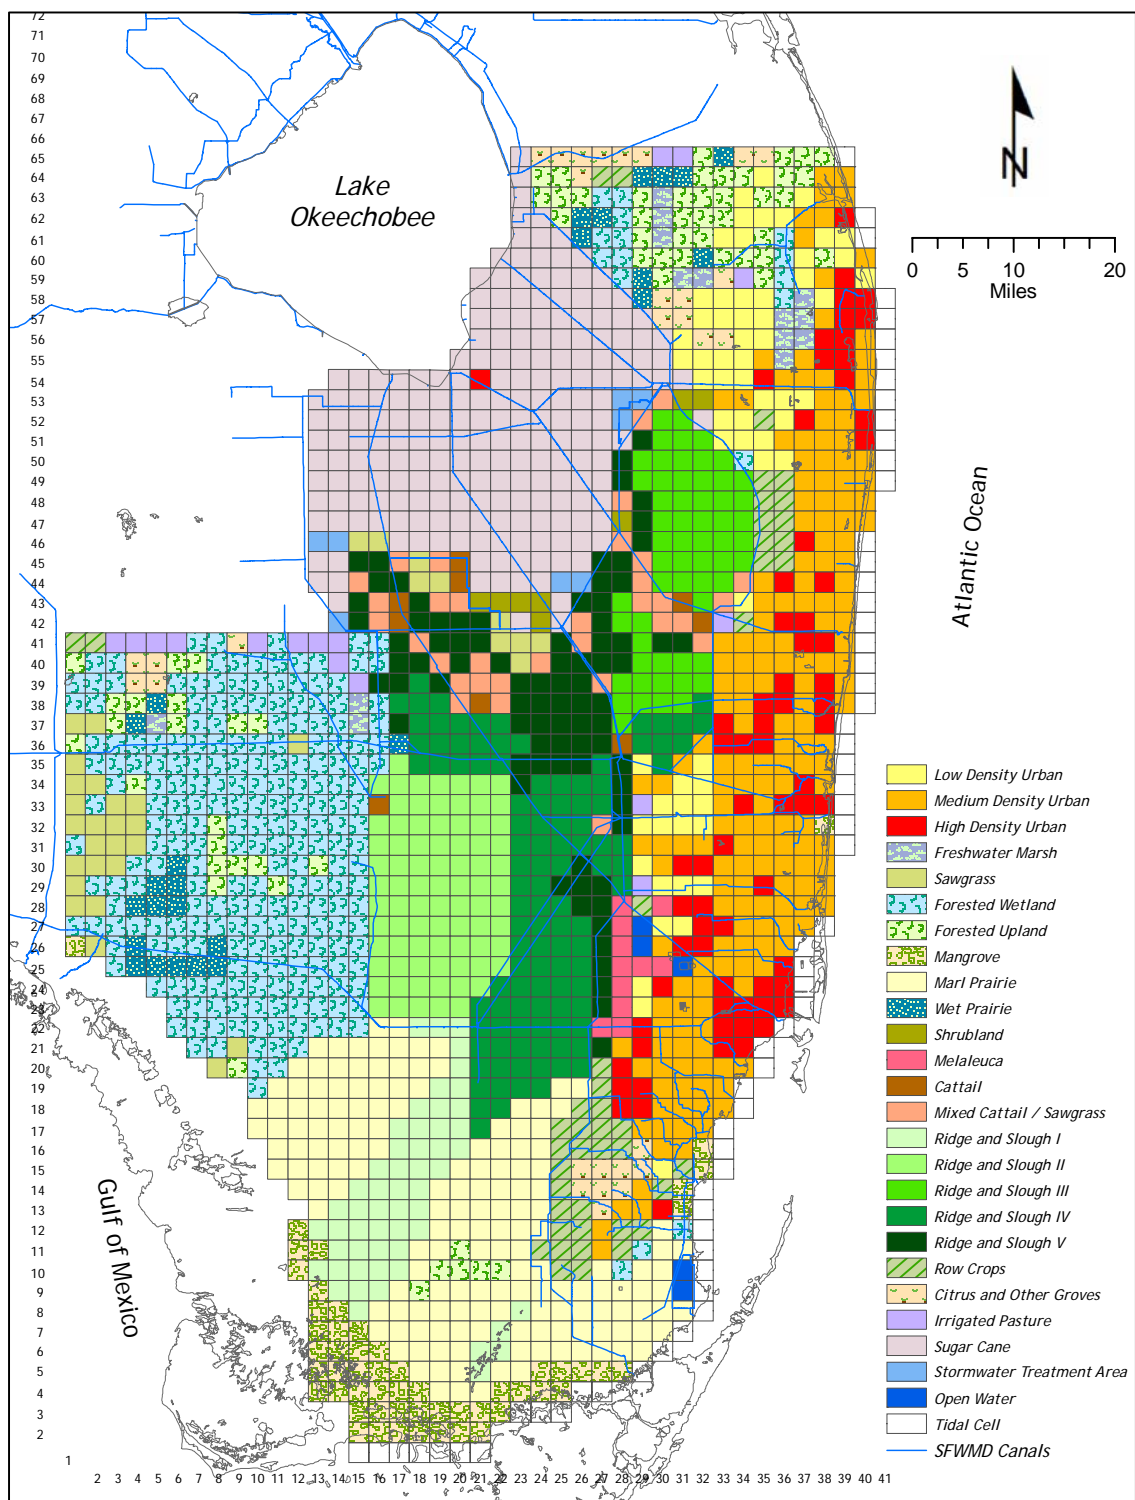 72
71
70
69
68
67
66
65
64
63
62
61
60
59
58
57
56
55
54
53
52
51
50
49
48
47
46
45
44
43
42
41
40
39
38
37
36
35
34
33
32
31
30
29
28
27
26
25
24
23
22
21
20
19
18
17
16
15
14
13
12
11
10
9
8
7
6
5
4
3
2
1
2 3 4 5 6 7 8 9 10 11 12 13 14 15 16 17 18 19 20 21 22 23 24 25 26 27 28 29 30 31 32 33 34 35 36 37 38 39 40 41
Lake
Okeechobee
N
0 5 10 20
Miles
Atlantic Ocean
Gulf of Mexico
Low Density Urban
Medium Density Urban
High Density Urban
Freshwater Marsh
Sawgrass
Forested Wetland
Forested Upland
Mangrove
Marl Prairie
Wet Prairie
Shrubland
Melaleuca
Cattail
Mixed Cattail / Sawgrass
Ridge and Slough I
Ridge and Slough II
Ridge and Slough III
Ridge and Slough IV
Ridge and Slough V
Row Crops
Citrus and Other Groves
Irrigated Pasture
Sugar Cane
Stormwater Treatment Area
Open Water
Tidal Cell
SFWMD Canals